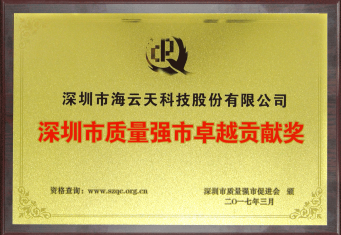 深圳市海云天科技股份有限公司
深圳市质量强市卓越贡献奖
资格查询：www.szqc.org.cn 深圳市质量强市促进会 颁
二〇一七年三月